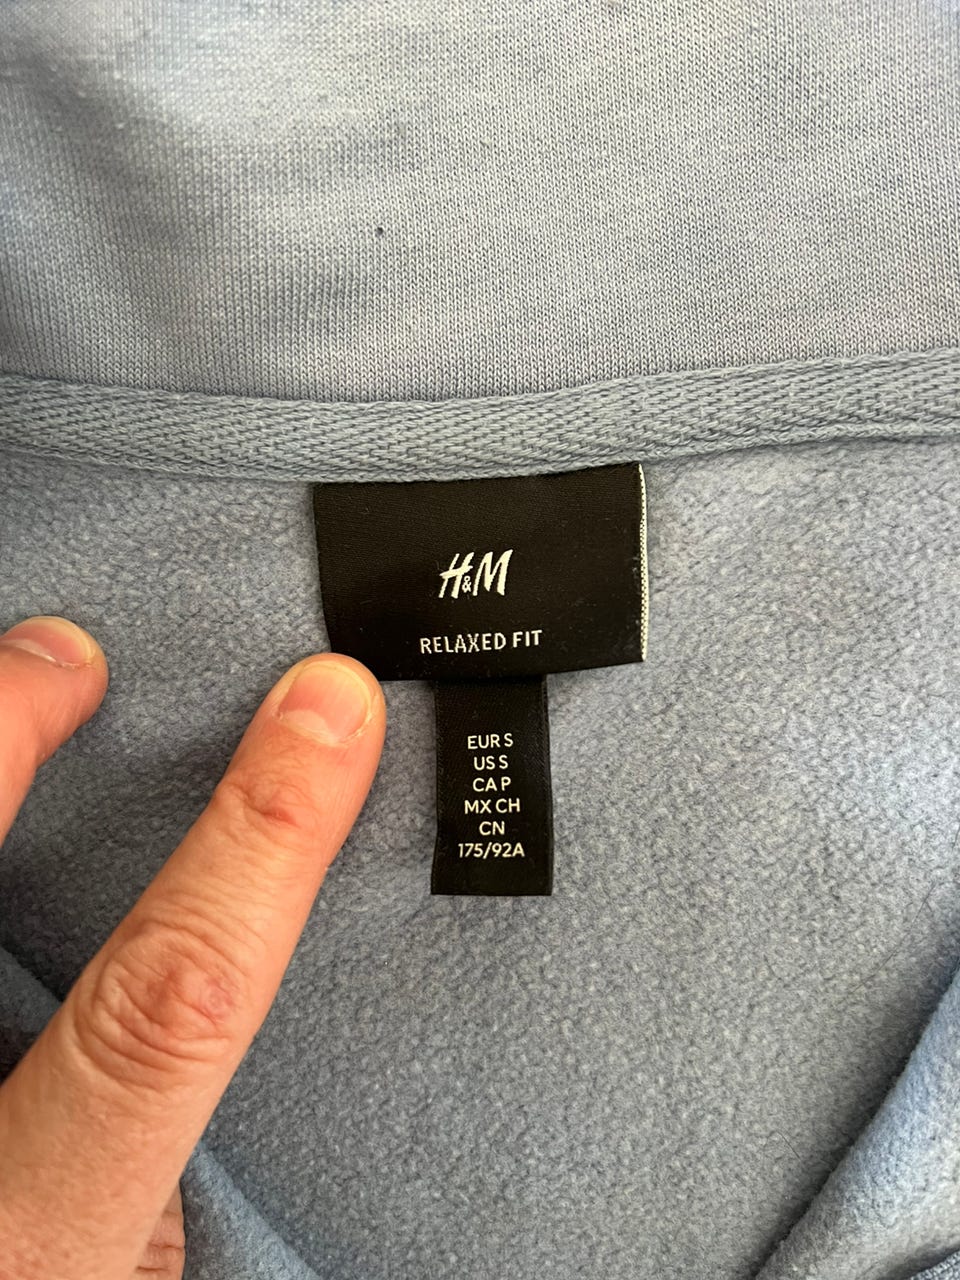 H&M
RELAXED FIT
EUR S
US S
CA P
MX CH
CN
175/92A